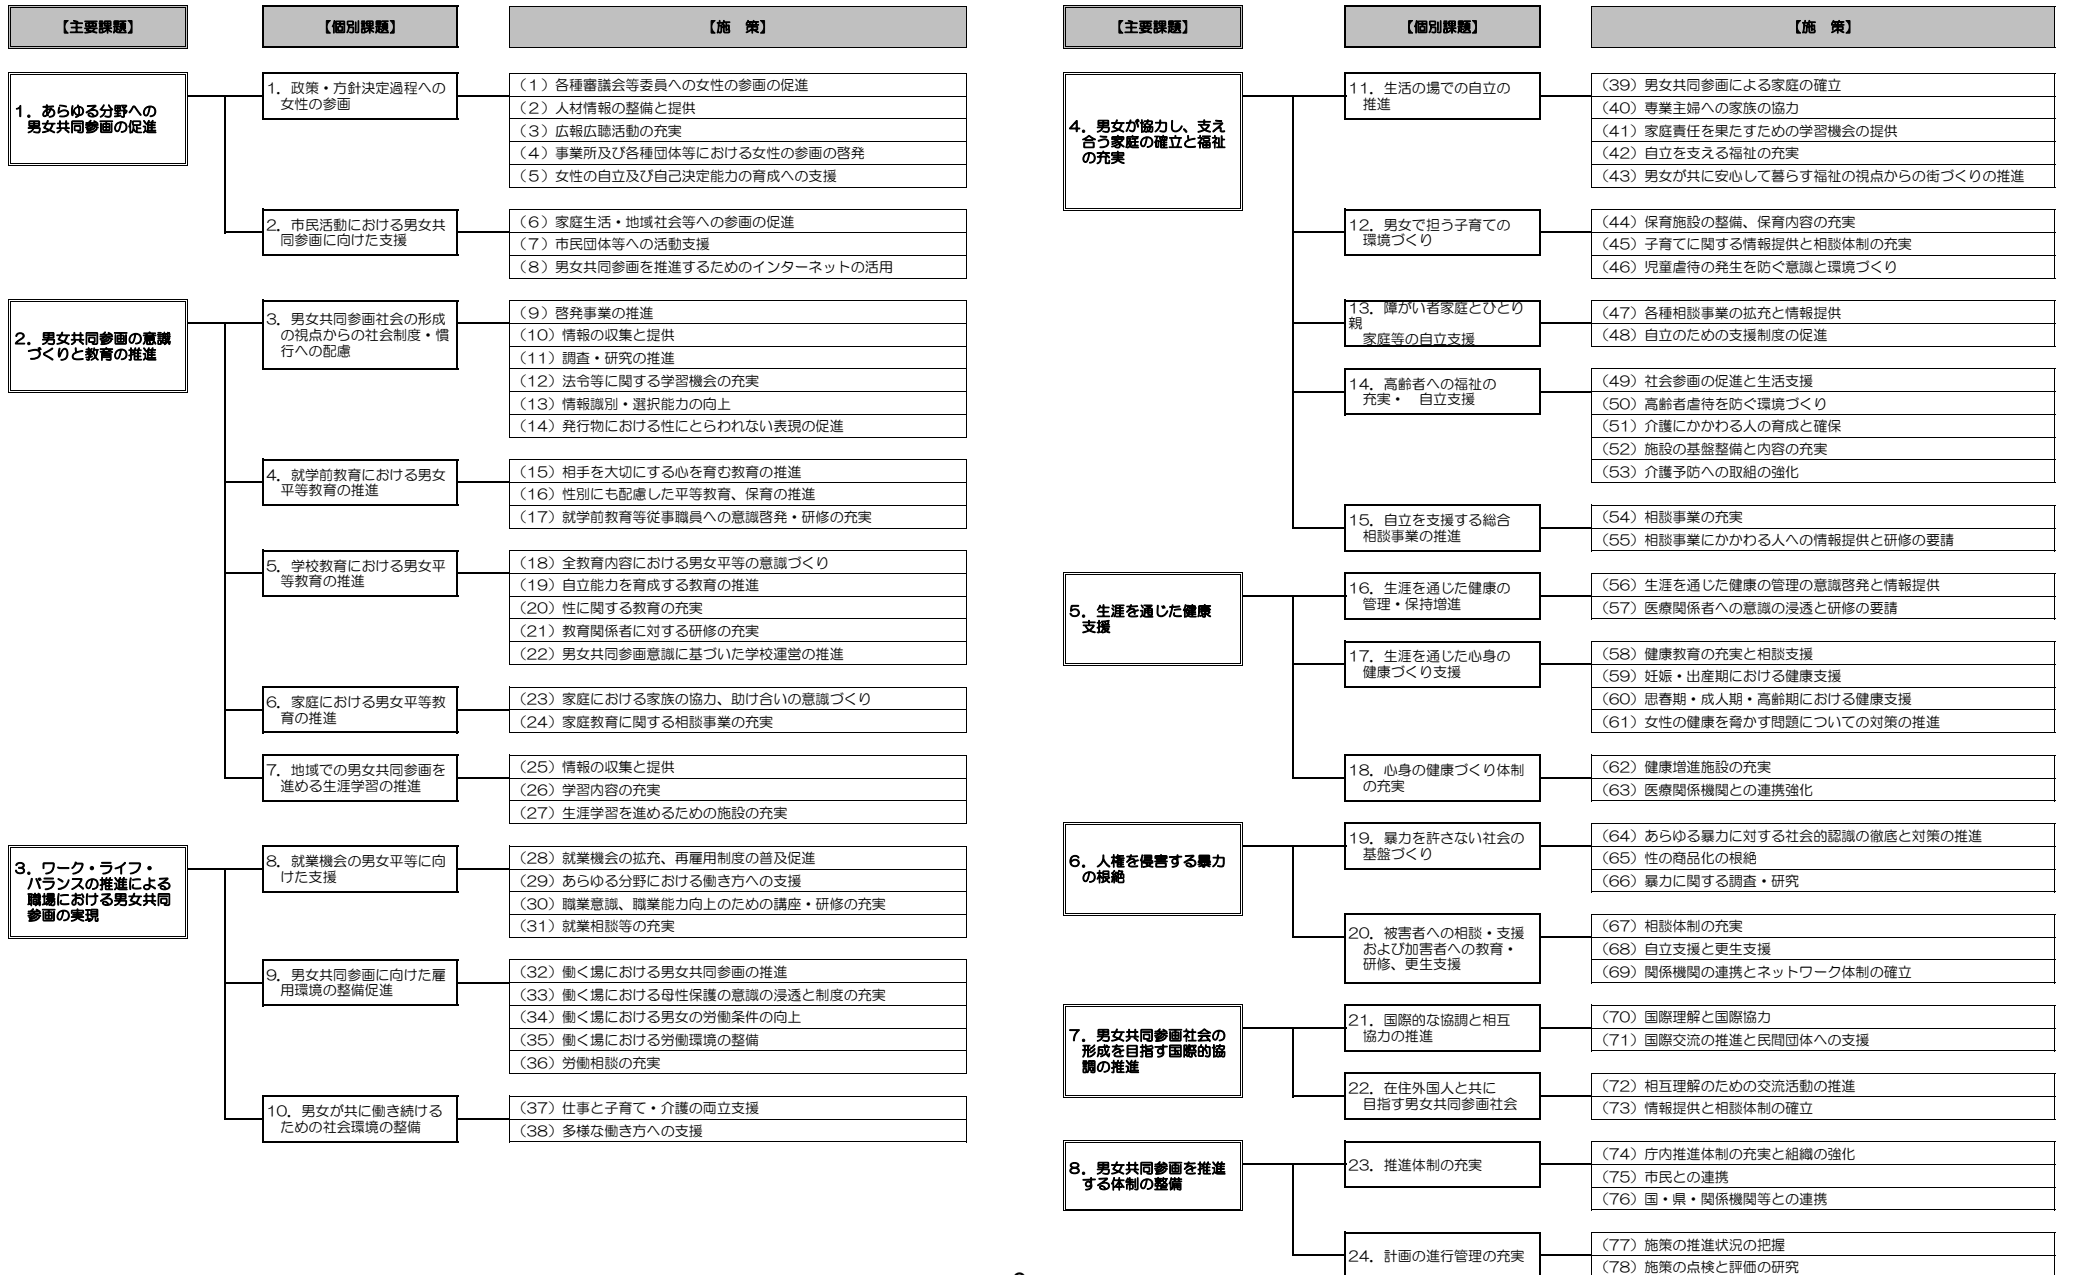 【主要課題】
【個別課題】
【施　策】
1．あらゆる分野への
男女共同参画の促進
1．政策・方針決定過程への
女性の参画
（1）各種審議会等委員への女性の参画の促進
（2）人材情報の整備と提供
（3）広報広聴活動の充実
（4）事業所及び各種団体等における女性の参画の啓発
（5）女性の自立及び自己決定能力の育成への支援
2．市民活動における男女共
同参画に向けた支援
（6）家庭生活・地域社会等への参画の促進
（7）市民団体等への活動支援
（8）男女共同参画を推進するためのインターネットの活用
2．男女共同参画の意識
づくりと教育の推進
3．男女共同参画社会の形成
の視点からの社会制度・慣
行への配慮
（9）啓発事業の推進
（10）情報の収集と提供
（11）調査・研究の推進
（12）法令等に関する学習機会の充実
（13）情報識別・選択能力の向上
（14）発行物における性にとらわれない表現の促進
4．就学前教育における男女
平等教育の推進
（15）相手を大切にする心を育む教育の推進
（16）性別にも配慮した平等教育、保育の推進
（17）就学前教育等従事職員への意識啓発・研修の充実
5．学校教育における男女平
等教育の推進
（18）全教育内容における男女平等の意識づくり
（19）自立能力を育成する教育の推進
（20）性に関する教育の充実
（21）教育関係者に対する研修の充実
（22）男女共同参画意識に基づいた学校運営の推進
6．家庭における男女平等教
育の推進
（23）家庭における家族の協力、助け合いの意識づくり
（24）家庭教育に関する相談事業の充実
7．地域での男女共同参画を
進める生涯学習の推進
（25）情報の収集と提供
（26）学習内容の充実
（27）生涯学習を進めるための施設の充実
3．ワーク・ライフ・
バランスの推進による
職場における男女共同
参画の実現
8．就業機会の男女平等に向
けた支援
（28）就業機会の拡充、再雇用制度の普及促進
（29）あらゆる分野における働き方への支援
（30）職業意識、職業能力向上のための講座・研修の充実
（31）就業相談等の充実
9．男女共同参画に向けた雇
用環境の整備促進
（32）働く場における男女共同参画の推進
（33）働く場における母性保護の意識の浸透と制度の充実
（34）働く場における男女の労働条件の向上
（35）働く場における労働環境の整備
（36）労働相談の充実
10．男女が共に働き続ける
ための社会環境の整備
（37）仕事と子育て・介護の両立支援
（38）多様な働き方への支援
【主要課題】
【個別課題】
【施　策】
4．男女が協力し、支え
合う家庭の確立と福祉
の充実
11．生活の場での自立の
推進
（39）男女共同参画による家庭の確立
（40）専業主婦への家族の協力
（41）家庭責任を果たすための学習機会の提供
（42）自立を支える福祉の充実
（43）男女が共に安心して暮らす福祉の視点からの街づくりの推進
12．男女で担う子育ての
環境づくり
（44）保育施設の整備、保育内容の充実
（45）子育てに関する情報提供と相談体制の充実
（46）児童虐待の発生を防ぐ意識と環境づくり
13．障がい者家庭とひとり
親
家庭等の自立支援
（47）各種相談事業の拡充と情報提供
（48）自立のための支援制度の促進
14．高齢者への福祉の
充実・　自立支援
（49）社会参画の促進と生活支援
（50）高齢者虐待を防ぐ環境づくり
（51）介護にかかわる人の育成と確保
（52）施設の基盤整備と内容の充実
（53）介護予防への取組の強化
15．自立を支援する総合
相談事業の推進
（54）相談事業の充実
（55）相談事業にかかわる人への情報提供と研修の要請
5．生涯を通じた健康
支援
16．生涯を通じた健康の
管理・保持増進
（56）生涯を通じた健康の管理の意識啓発と情報提供
（57）医療関係者への意識の浸透と研修の要請
17．生涯を通じた心身の
健康づくり支援
（58）健康教育の充実と相談支援
（59）妊娠・出産期における健康支援
（60）思春期・成人期・高齢期における健康支援
（61）女性の健康を脅かす問題についての対策の推進
18．心身の健康づくり体制
の充実
（62）健康増進施設の充実
（63）医療関係機関との連携強化
6．人権を侵害する暴力
の根絶
19．暴力を許さない社会の
基盤づくり
（64）あらゆる暴力に対する社会的認識の徹底と対策の推進
（65）性の商品化の根絶
（66）暴力に関する調査・研究
20．被害者への相談・支援
および加害者への教育・
研修、更生支援
（67）相談体制の充実
（68）自立支援と更生支援
（69）関係機関の連携とネットワーク体制の確立
7．男女共同参画社会の
形成を目指す国際的協
調の推進
21．国際的な協調と相互
協力の推進
（70）国際理解と国際協力
（71）国際交流の推進と民間団体への支援
22．在住外国人と共に
目指す男女共同参画社会
（72）相互理解のための交流活動の推進
（73）情報提供と相談体制の確立
8．男女共同参画を推進
する体制の整備
23．推進体制の充実
（74）庁内推進体制の充実と組織の強化
（75）市民との連携
（76）国・県・関係機関等との連携
24．計画の進行管理の充実
（77）施策の推進状況の把握
（78）施策の点検と評価の研究